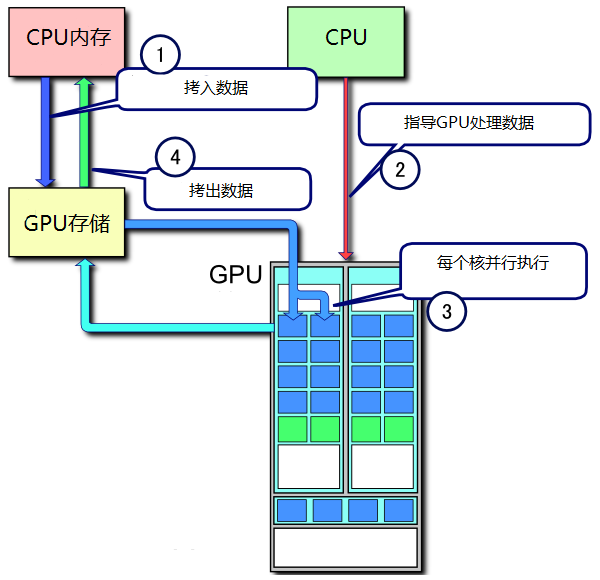 CPU内存
CPU
1
拷入数据
指导GPU处理数据
2
4
拷出数据
GPU存储
GPU
每个核并行执行
3